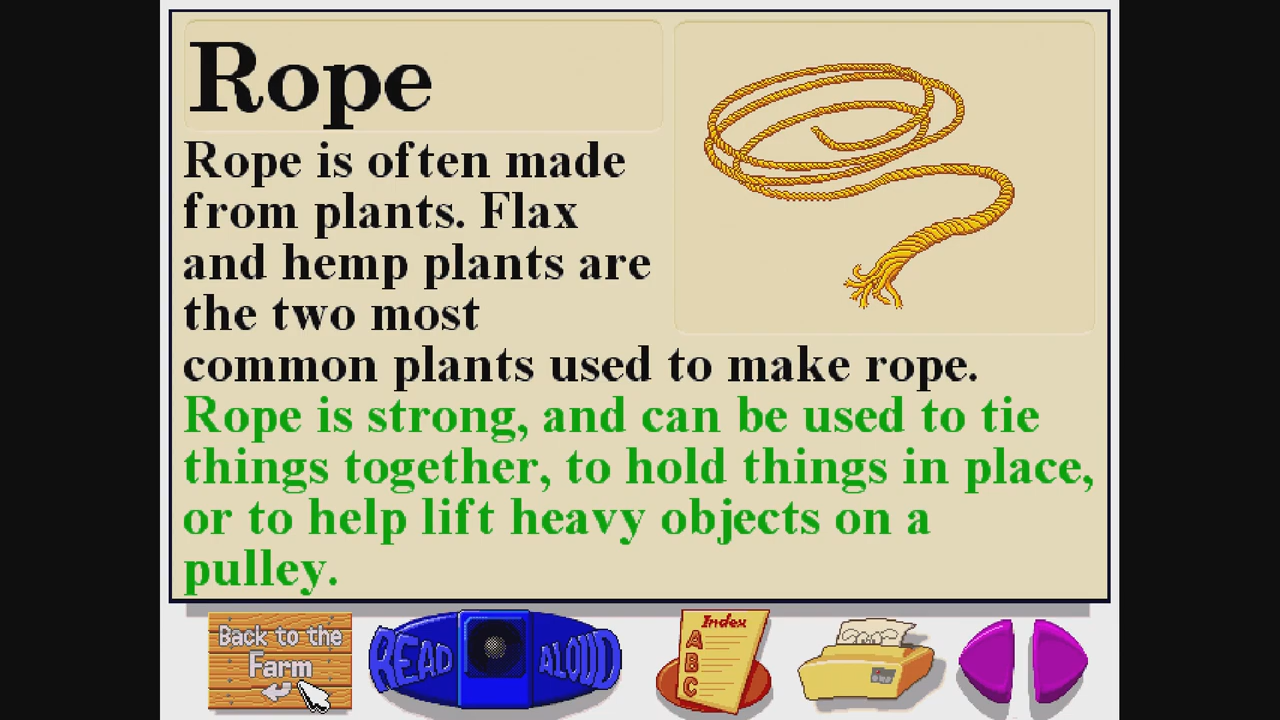 Rope
Rope is often made
from plants. Flax
and hemp plants are
the two most
common plants used to make rope.
Rope is strong, and can be used to tie
things together, to hold things in place,
or to help lift heavy objects on a
pulley.
Back to the
Farm
READ ALOUD
Index
A
B
C